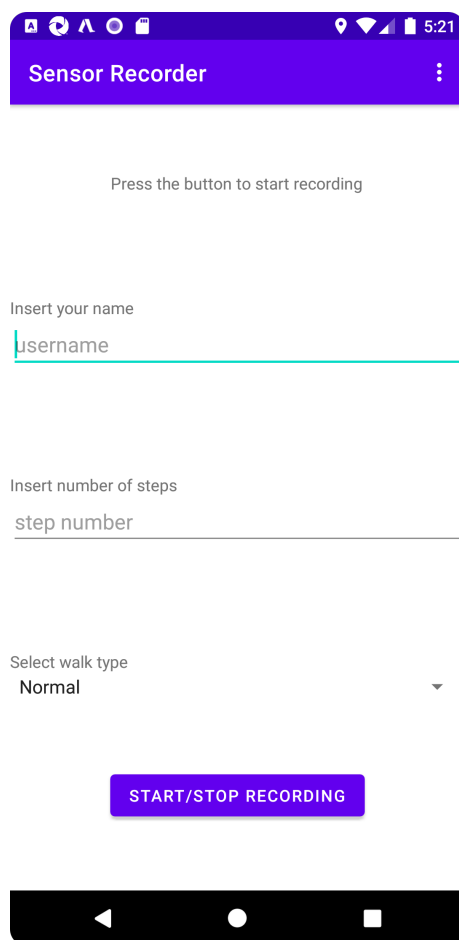 5:21
Sensor Recorder
Press the button to start recording
Insert your name
username
Insert number of steps
step number
Select walk type
Normal
START/STOP RECORDING